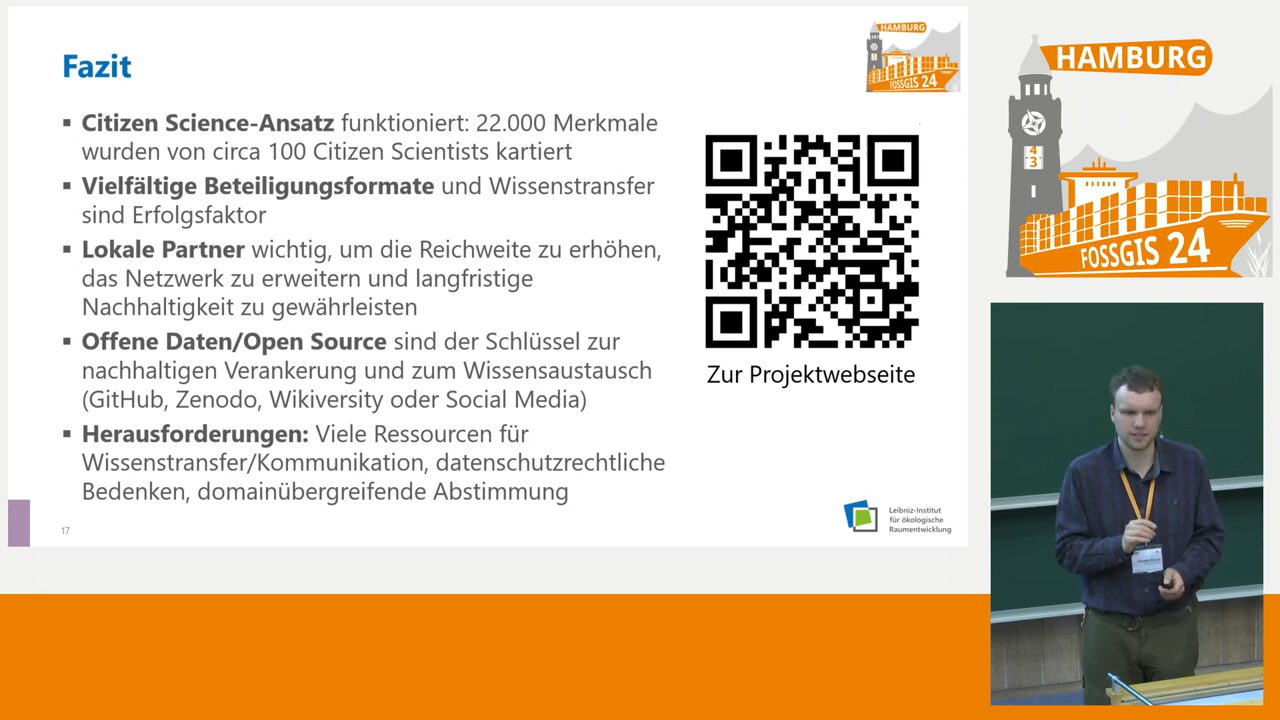 Fazit
▪ Citizen Science-Ansatz funktioniert: 22.000 Merkmale
wurden von circa 100 Citizen Scientists kartiert
▪ Vielfältige Beteiligungsformate und Wissenstransfer
sind Erfolgsfaktor
▪ Lokale Partner wichtig, um die Reichweite zu erhöhen,
das Netzwerk zu erweitern und langfristige
Nachhaltigkeit zu gewährleisten
▪ Offene Daten/Open Source sind der Schlüssel zur
nachhaltigen Verankerung und zum Wissensaustausch
(GitHub, Zenodo, Wikiversity oder Social Media)
▪ Herausforderungen: Viele Ressourcen für
Wissenstransfer/Kommunikation, datenschutzrechtliche
Bedenken, domainübergreifende Abstimmung
17
HAMBURG
FOSSGIS 24
Zur Projektwebseite
Leibniz-Institut
für ökologische
Raumentwicklung
HAMBURG
4
3
FOSSGIS 24